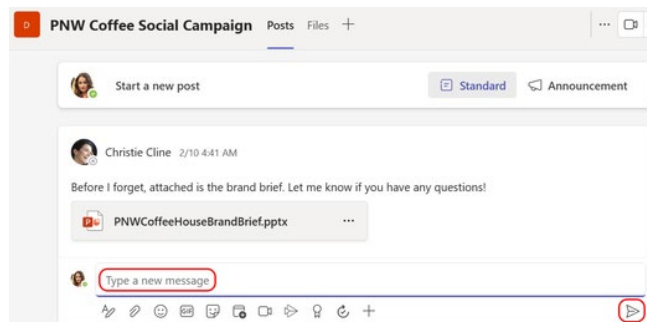 D PNW Coffee Social Campaign Posts Files
Start a new post Standard Announcement
Christie Cline 2/10 4:41 AM
Before I forget, attached is the brand brief. Let me know if you have any questions!
PNWCoffeeHouseBrandBrief.pptx
Type a new message
GIF